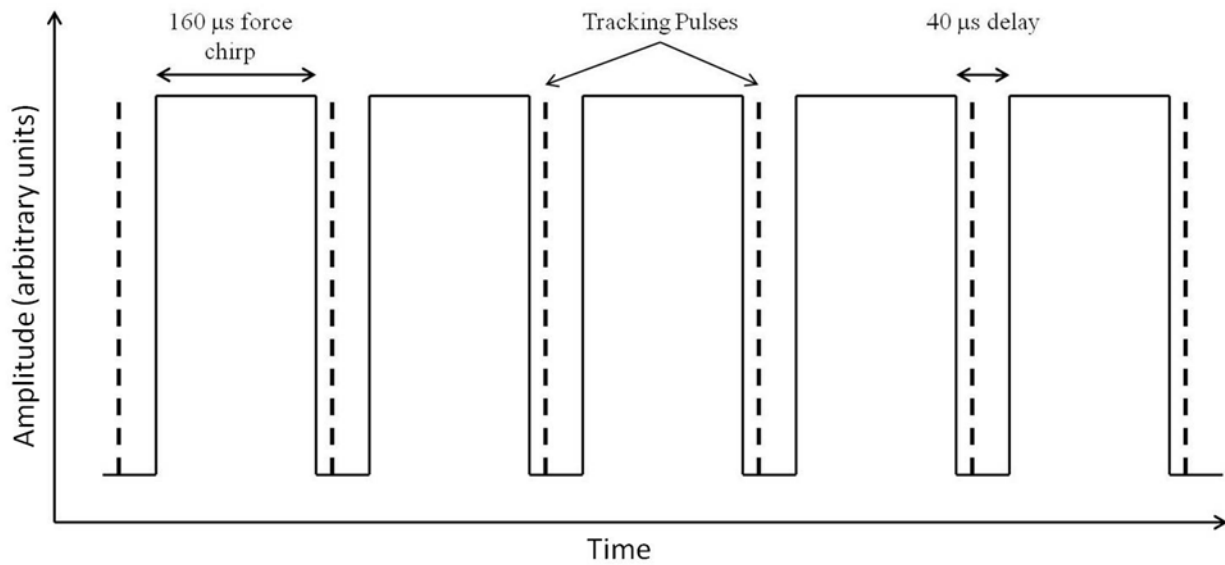 160 μs force
chirp
Tracking Pulses
40 μs delay
Amplitude (arbitrary units)
Time